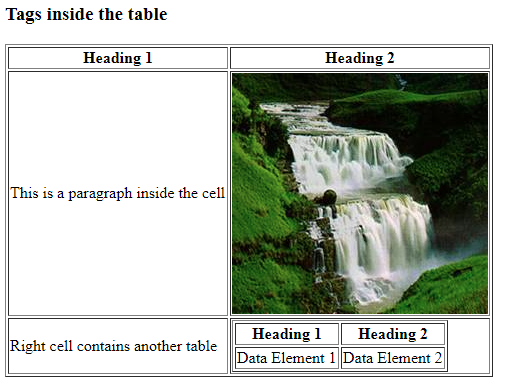 Tags inside the table
Heading 1 Heading 2
This is a paragraph inside the cell
Right cell contains another table
Heading 1 Heading 2
Data Element 1 Data Element 2